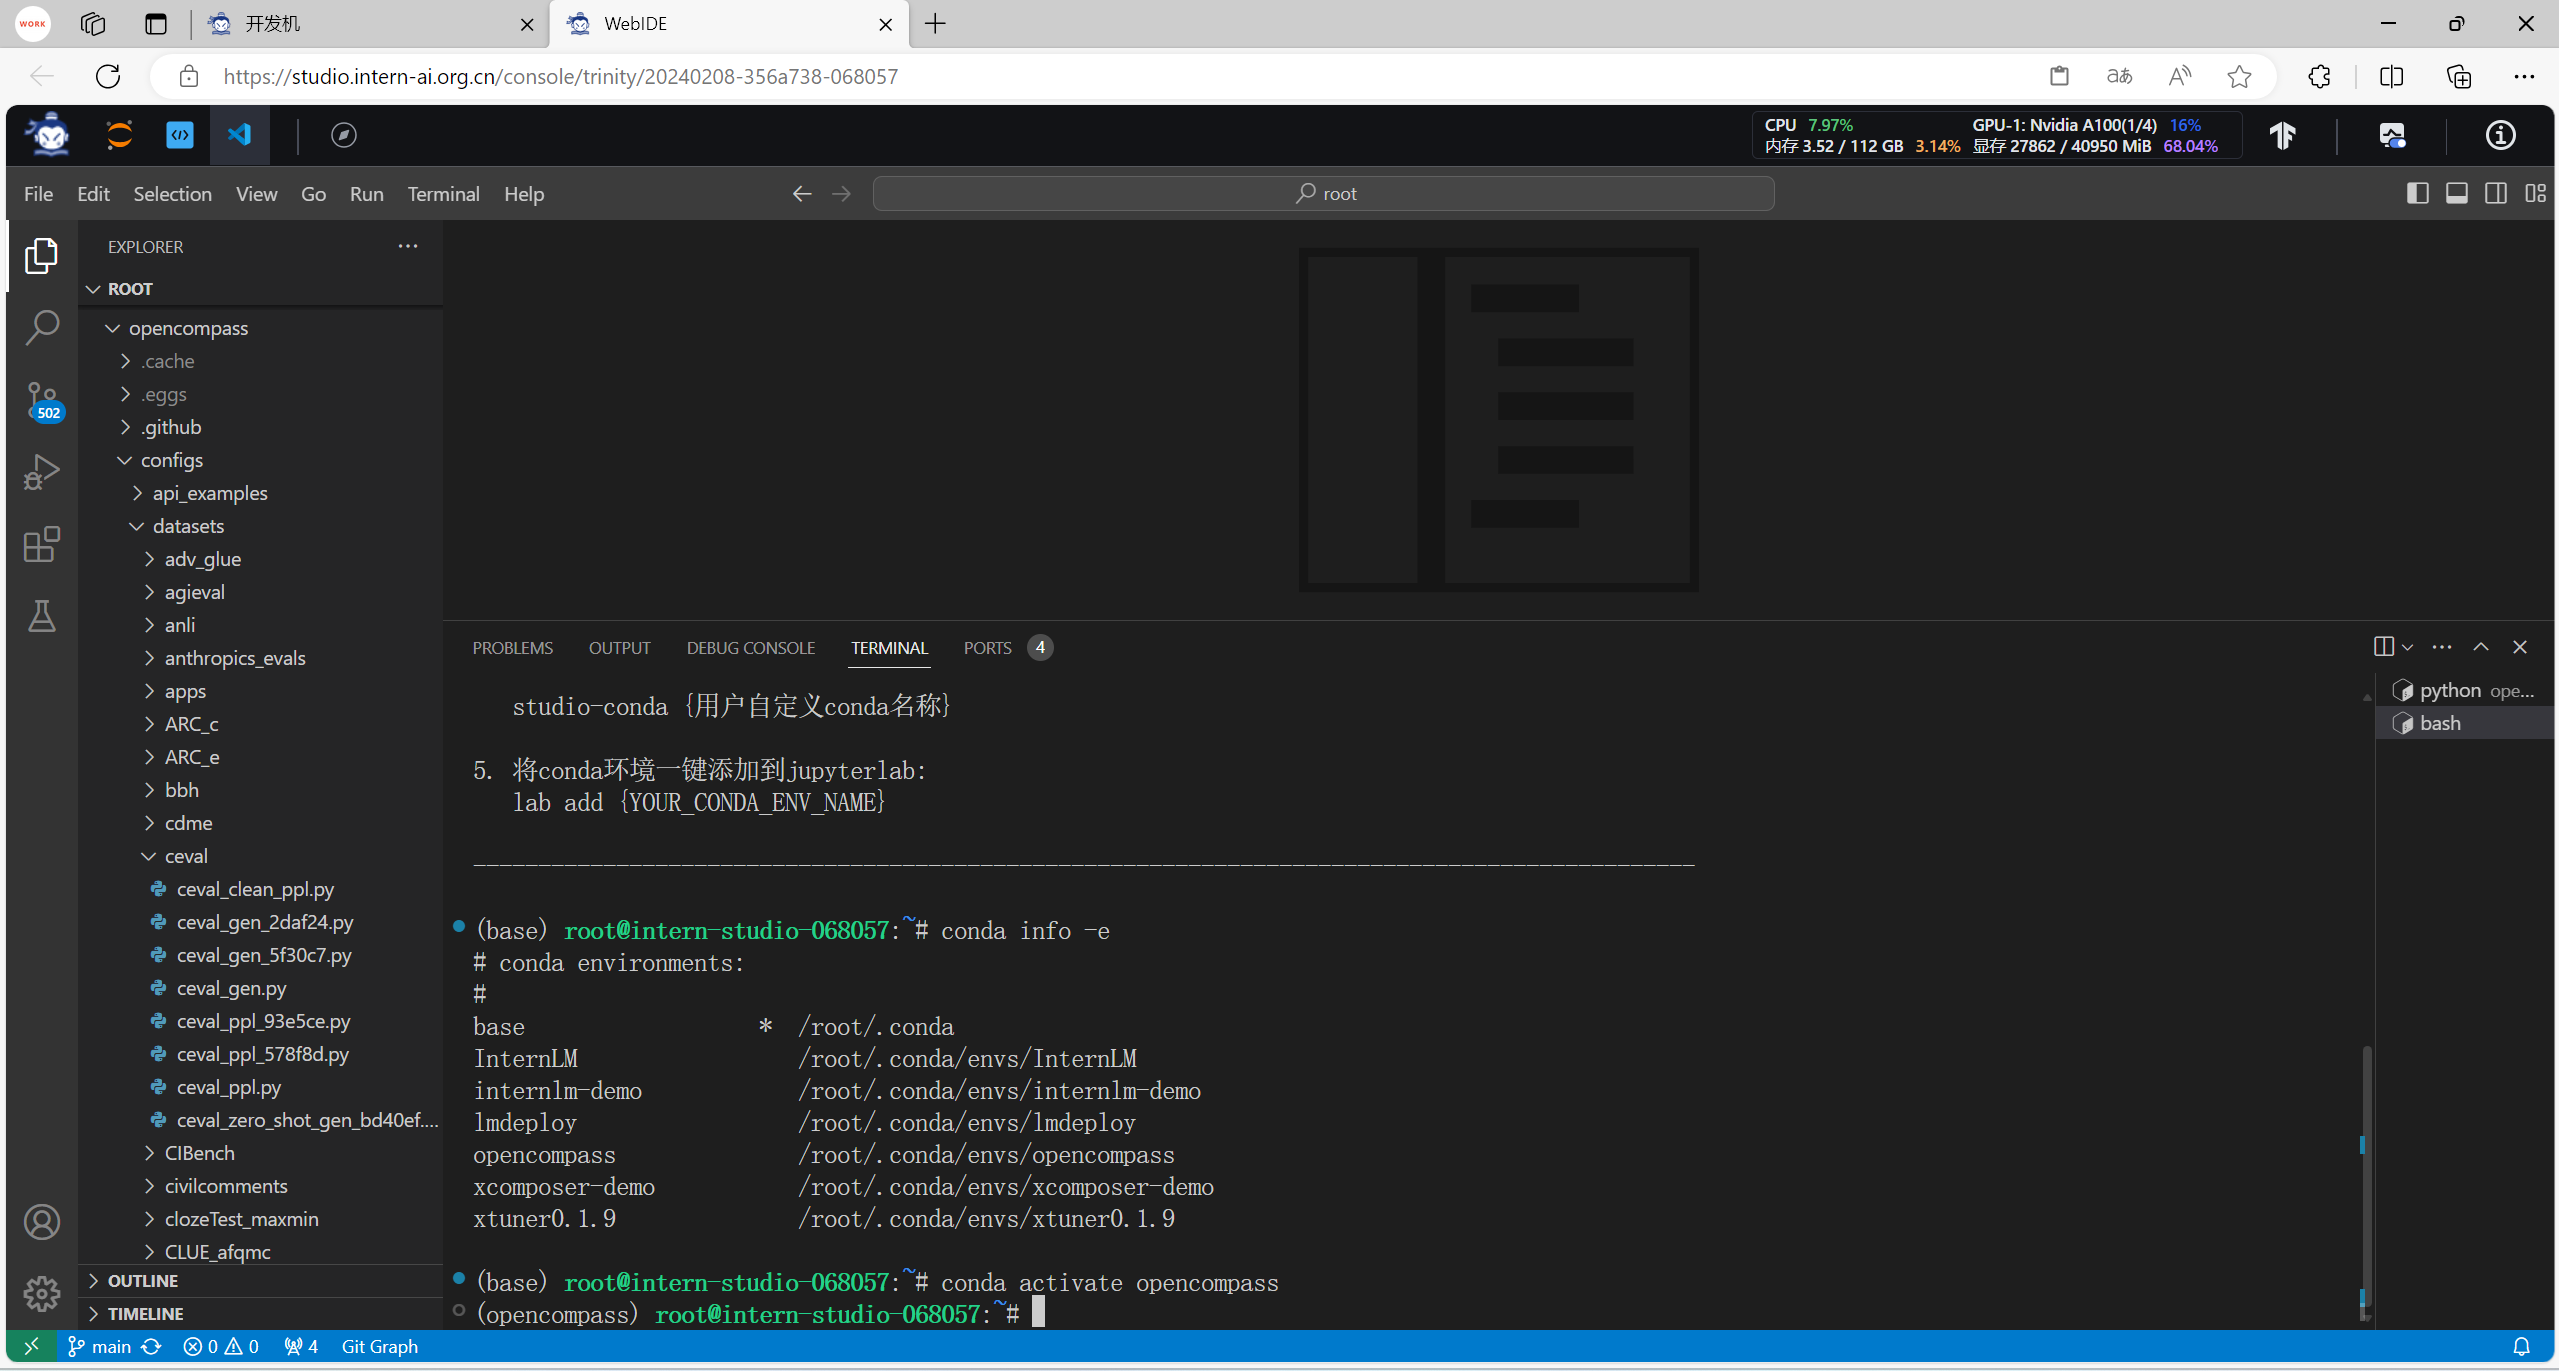 WORK
开发机
WebIDE
https://studio.intern-ai.org.cn/console/trinity/20240208-356a738-068057
CPU 7.97% GPU-1: Nvidia A100(1/4) 16%
内存 3.52 / 112 GB 3.14% 显存 27862 / 40950 MiB 68.04%
File Edit Selection View Go Run Terminal Help
root
EXPLORER
ROOT
opencompass
.cache
.eggs
502
.github
configs
api_examples
datasets
adv_glue
agieval
anli
anthropics_evals
apps
ARC_c
ARC_e
bbh
cdme
ceval
ceval_clean_ppl.py
ceval_gen_2daf24.py
ceval_gen_5f30c7.py
ceval_gen.py
ceval_ppl_93e5ce.py
ceval_ppl_578f8d.py
ceval_ppl.py
ceval_zero_shot_gen_bd40ef....
CIBench
civilcomments
clozeTest_maxmin
CLUE_afqmc
OUTLINE
TIMELINE
PROBLEMS OUTPUT DEBUG CONSOLE TERMINAL PORTS 4
studio-conda {用户自定义conda名称}
5. 将conda环境一键添加到jupyterlab:
lab add {YOUR_CONDA_ENV_NAME}
(base) root@intern-studio-068057:~# conda info -e
# conda environments:
#
base * /root/.conda
InternLM /root/.conda/envs/InternLM
internlm-demo /root/.conda/envs/internlm-demo
lmdeploy /root/.conda/envs/lmdeploy
opencompass /root/.conda/envs/opencompass
xcomposer-demo /root/.conda/envs/xcomposer-demo
xtuner0.1.9 /root/.conda/envs/xtuner0.1.9
(base) root@intern-studio-068057:~# conda activate opencompass
(opencompass) root@intern-studio-068057:~#
python ope...
bash
main 0 0 4 Git Graph